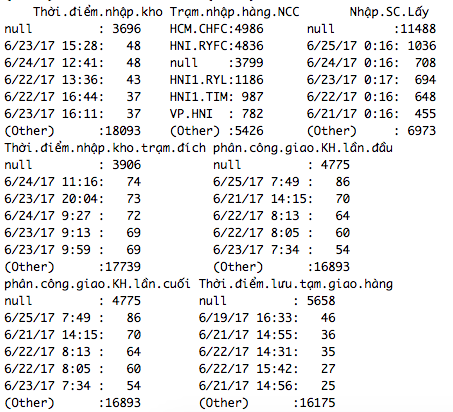 Thời.điểm.nhập.kho Trạm.nhập.hàng.NCC Nhập.SC.Lấy
null : 3696 HCM.CHFC:4986 null :11488
6/23/17 15:28: 48 HNI.RYFC:4836 6/25/17 0:16: 1036
6/24/17 12:41: 48 null :3799 6/24/17 0:16: 708
6/22/17 13:36: 43 HNI1.RYL:1186 6/23/17 0:17: 694
6/22/17 16:44: 37 HNI1.TIM: 987 6/22/17 0:16: 648
6/23/17 16:11: 37 VP.HNI : 782 6/21/17 0:16: 455
(Other) :18093 (Other) :5426 (Other) : 6973
Thời.điểm.nhập.kho.trạm.đích phân.công.giao.KH.lần.đầu
null : 3906 null : 4775
6/24/17 11:16: 74 6/25/17 7:49 : 86
6/23/17 20:04: 73 6/21/17 14:15: 70
6/24/17 9:27 : 72 6/22/17 8:13 : 64
6/23/17 9:13 : 69 6/22/17 8:05 : 60
6/23/17 9:59 : 69 6/23/17 7:34 : 54
(Other) :17739 (Other) :16893
phân.công.giao.KH.lần.cuối Thời.điểm.lưu.tạm.giao.hàng
null : 4775 null : 5658
6/25/17 7:49 : 86 6/19/17 16:33: 46
6/21/17 14:15: 70 6/21/17 14:55: 36
6/22/17 8:13 : 64 6/22/17 14:31: 35
6/22/17 8:05 : 60 6/22/17 15:42: 27
6/23/17 7:34 : 54 6/21/17 14:56: 25
(Other) :16893 (Other) :16175